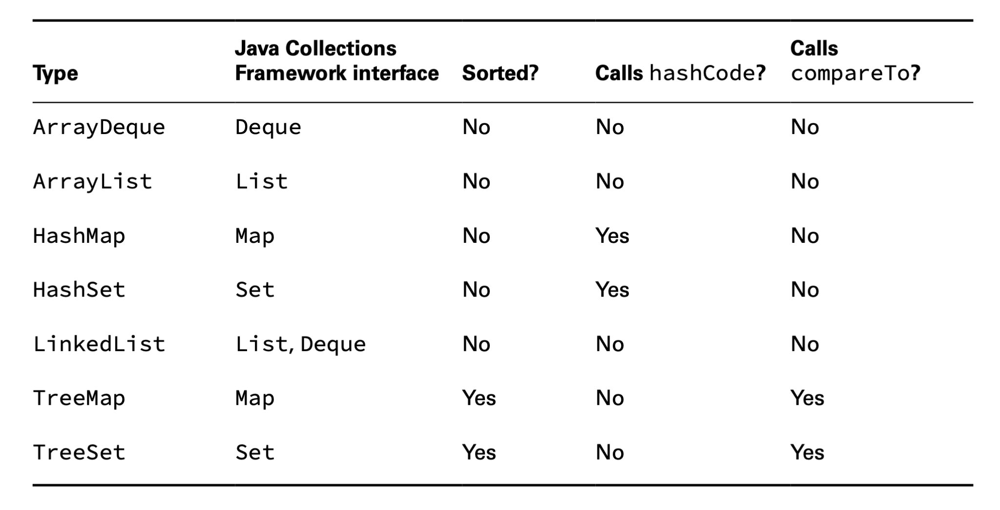 Type Java Collections Framework interface Sorted? Calls hashCode? Calls compareTo?
ArrayDeque Deque No No No
ArrayList List No No No
HashMap Map No Yes No
HashSet Set No Yes No
LinkedList List, Deque No No No
TreeMap Map Yes No Yes
TreeSet Set Yes No Yes